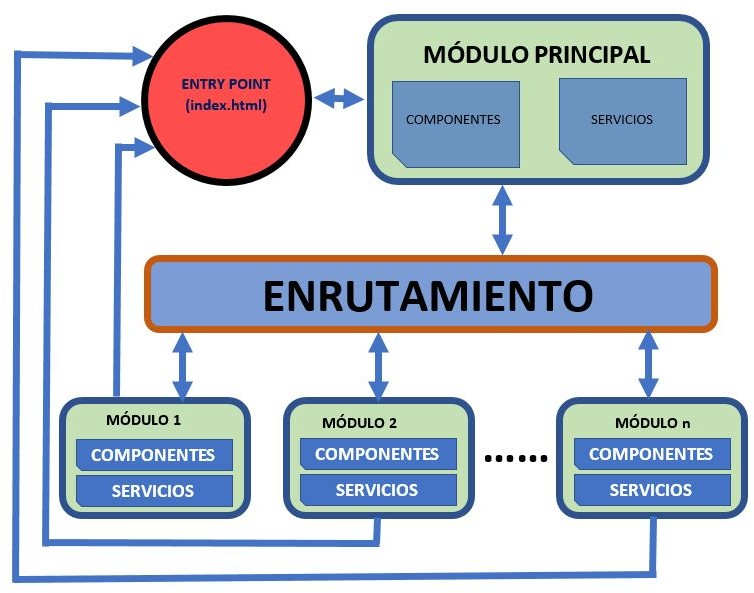 ENTRY POINT
(index.html)
MÓDULO PRINCIPAL
COMPONENTES
SERVICIOS
ENRUTAMIENTO
MÓDULO 1
COMPONENTES
SERVICIOS
MÓDULO 2
COMPONENTES
SERVICIOS
......
MÓDULO n
COMPONENTES
SERVICIOS